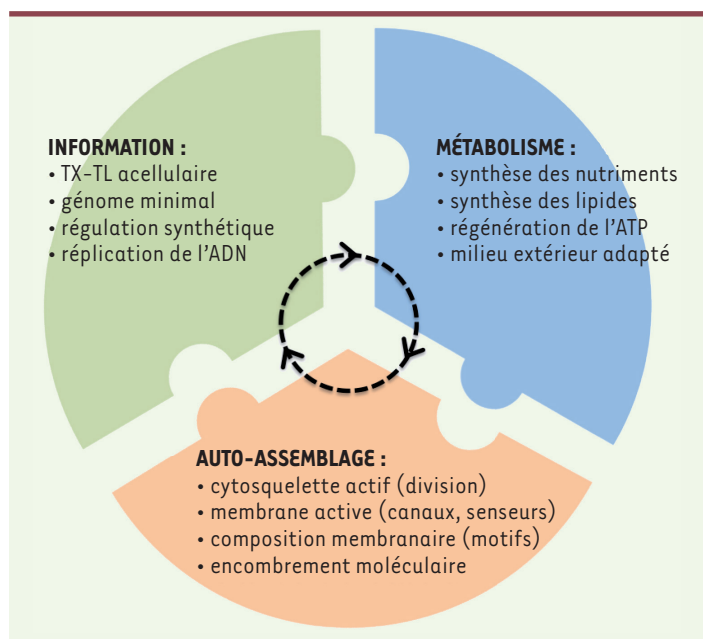 INFORMATION :
• TX-TL acellulaire
• génome minimal
• régulation synthétique
• réplication de l'ADN
MÉTABOLISME :
• synthèse des nutriments
• synthèse des lipides
• régénération de l'ATP
• milieu extérieur adapté
AUTO-ASSEMBLAGE :
• cytosquelette actif (division)
• membrane active (canaux, senseurs)
• composition membranaire (motifs)
• encombrement moléculaire